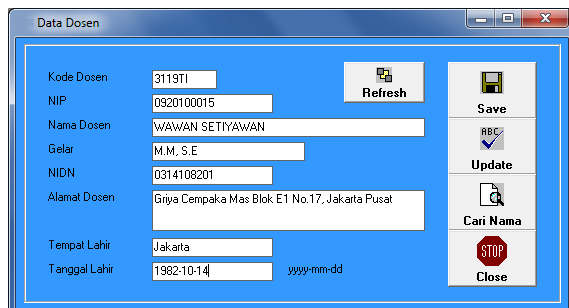 Data Dosen
Kode Dosen 3119TI
NIP 0920100015
Nama Dosen WAWAN SETIYAWAN
Gelar M.M, S.E
NIDN 0314108201
Alamat Dosen Griya Cempaka Mas Blok E1 No.17, Jakarta Pusat
Tempat Lahir Jakarta
Tanggal Lahir 1982-10-14 yyyy-mm-dd
Refresh
Save
ABC
Update
Cari Nama
STOP
Close